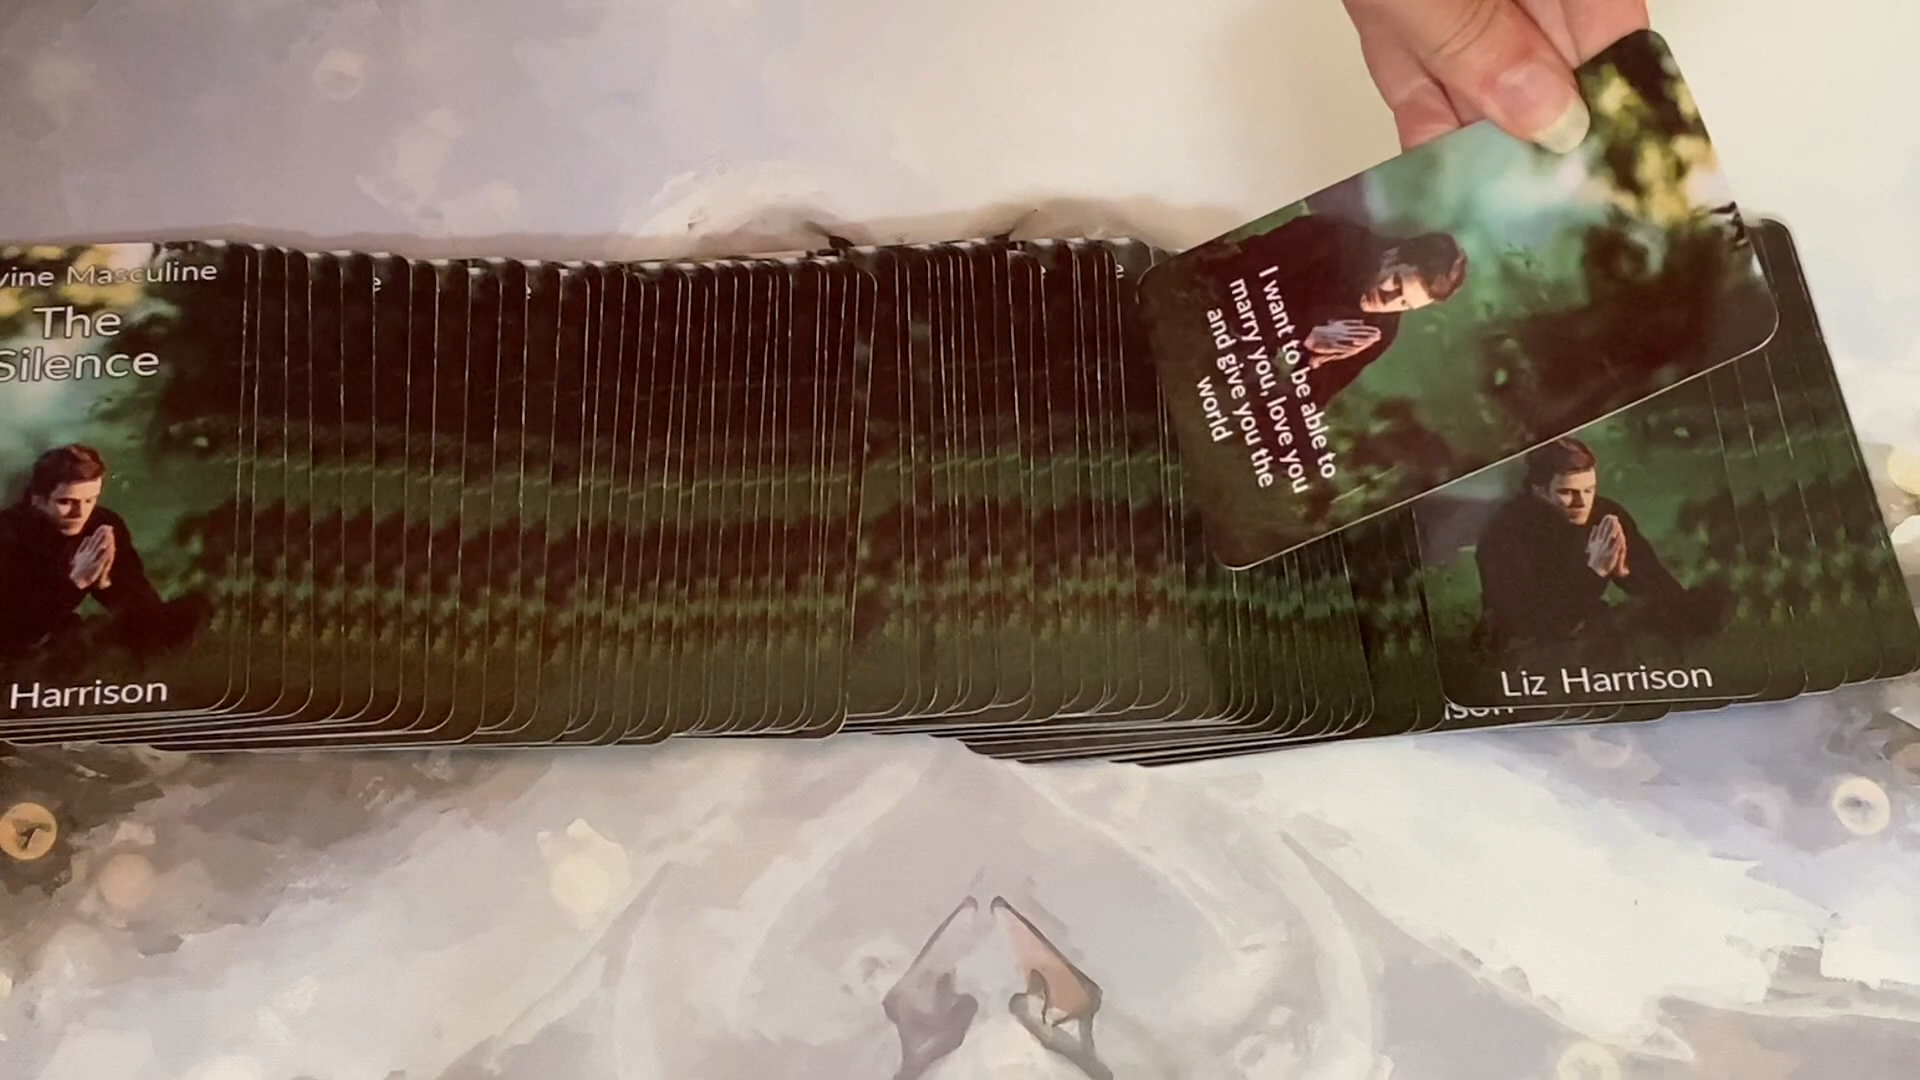 vine Masculine
The
Silence
Harrison
I want to be able to
marry you, love you
and give you the
world
Liz Harrison
ison